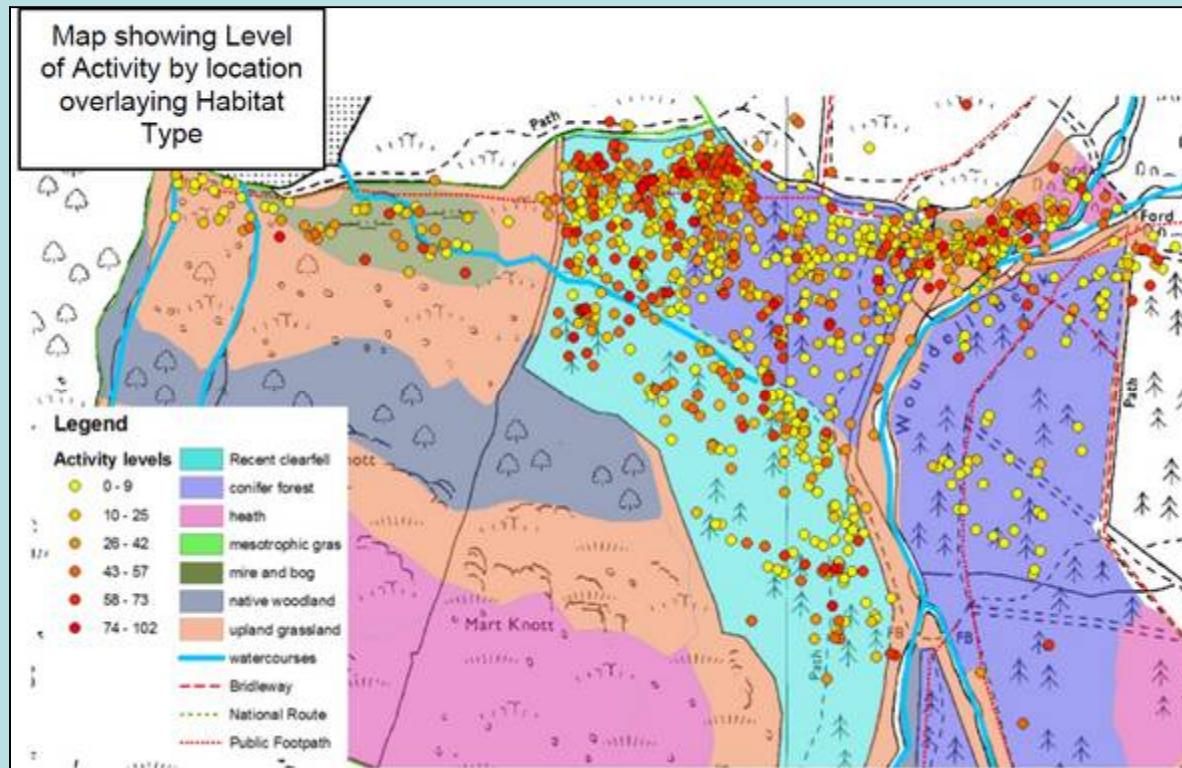 Map showing Level
of Activity by location
overlaying Habitat
Type
Path
Ford
Woundell Beck
Path
Legend
Activity levels
0 - 9
10 - 25
26 - 42
43 - 57
58 - 73
74 - 102
Recent clearfell
conifer forest
heath
mesotrophic gras
mire and bog
native woodland
upland grassland
watercourses
Bridleway
National Route
Public Footpath
Mart Knott
Path
FB
FB